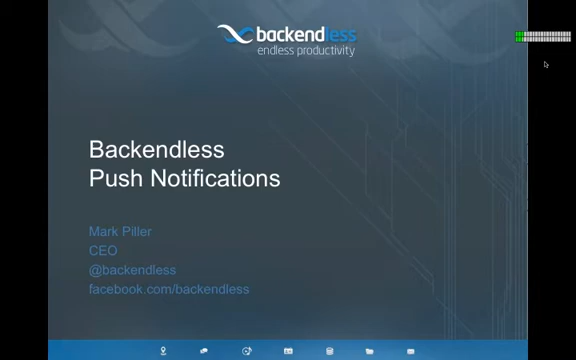 backendless
endless productivity
Backendless
Push Notifications
Mark Piller
CEO
@backendless
facebook.com/backendless